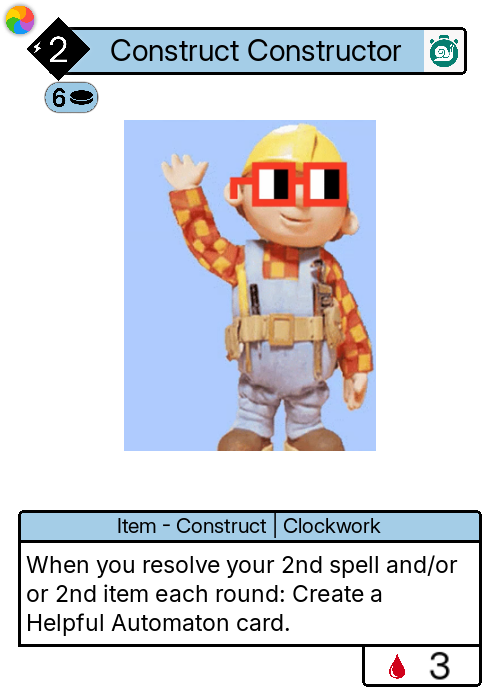 2
Construct Constructor
6
Item - Construct | Clockwork
When you resolve your 2nd spell and/or
or 2nd item each round: Create a
Helpful Automaton card.
3